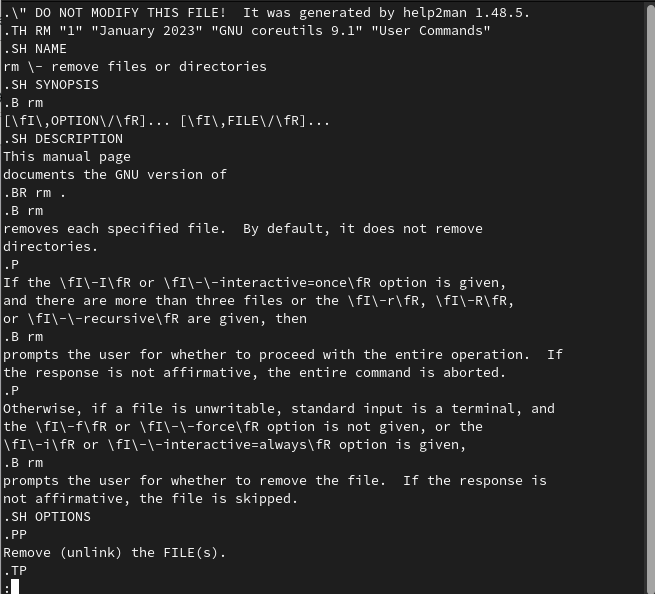 .\" DO NOT MODIFY THIS FILE!  It was generated by help2man 1.48.5.
.TH RM "1" "January 2023" "GNU coreutils 9.1" "User Commands"
.SH NAME
rm \- remove files or directories
.SH SYNOPSIS
.B rm
[\fI\,OPTION\/\fR]... [\fI\,FILE\/\fR]...
.SH DESCRIPTION
This manual page
documents the GNU version of
.BR rm .
.B rm
removes each specified file.  By default, it does not remove
directories.
.P
If the \fI\-I\fR or \fI\-\-interactive=once\fR option is given,
and there are more than three files or the \fI\-r\fR, \fI\-R\fR,
or \fI\-\-recursive\fR are given, then
.B rm
prompts the user for whether to proceed with the entire operation.  If
the response is not affirmative, the entire command is aborted.
.P
Otherwise, if a file is unwritable, standard input is a terminal, and
the \fI\-f\fR or \fI\-\-force\fR option is not given, or the
\fI\-i\fR or \fI\-\-interactive=always\fR option is given,
.B rm
prompts the user for whether to remove the file.  If the response is
not affirmative, the file is skipped.
.SH OPTIONS
.PP
Remove (unlink) the FILE(s).
.TP
: